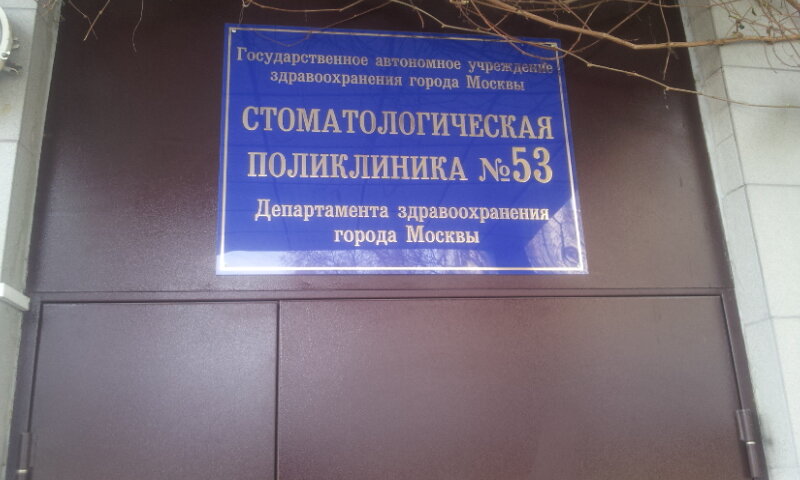 Государственное автономное учреждение
здравоохранения города Москвы
СТОМАТОЛОГИЧЕСКАЯ
ПОЛИКЛИНИКА №53
Департамента здравоохранения
города Москвы